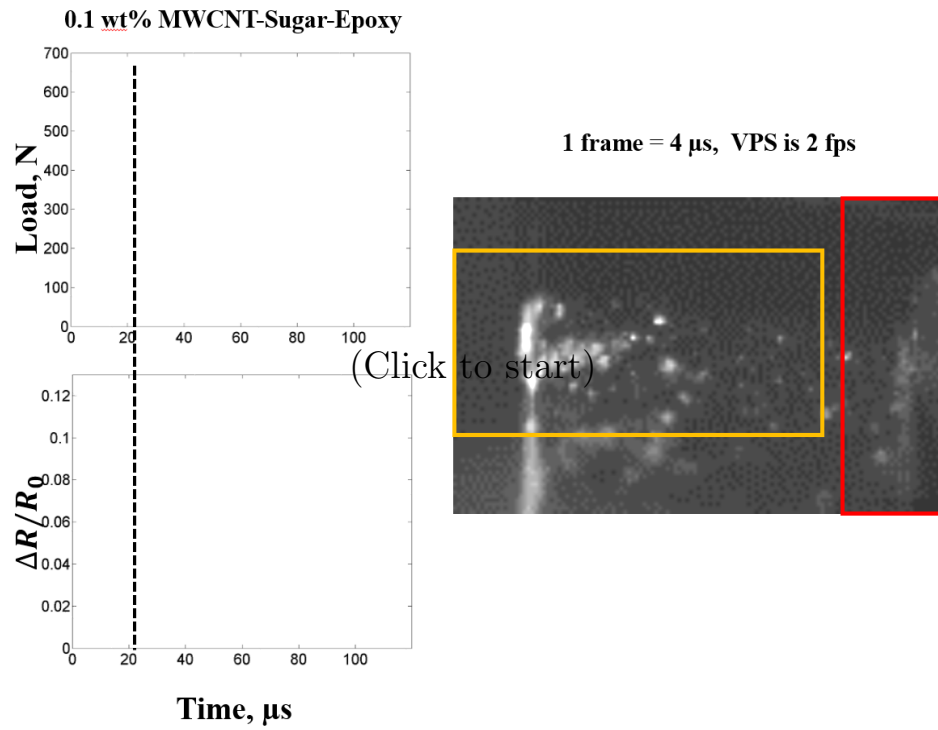 0.1 wt% MWCNT-Sugar-Epoxy
700
600
500
400
300
200
100
0
Load, N
0 20 40 60 80 100
1 frame = 4 μs, VPS is 2 fps
(Click to start)
0.12
0.1
0.08
0.06
0.04
0.02
0
ΔR/R0
0 20 40 60 80 100
Time, μs